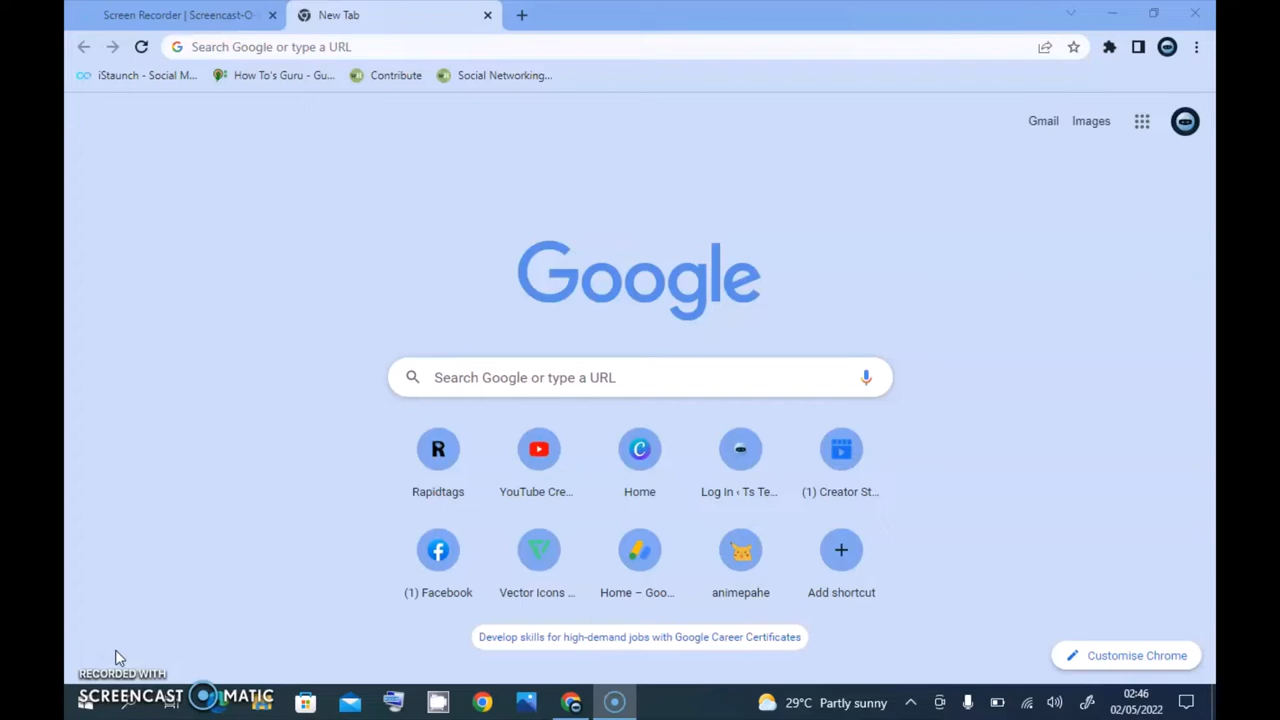 Screen Recorder | Screencast-O-
New Tab
Search Google or type a URL
iStaunch - Social M...
How To's Guru - Gu...
Contribute
Social Networking...
Gmail
Images
Google
Search Google or type a URL
R
Rapidtags
YouTube Cre...
Home
Log In ‹ Ts Te...
(1) Creator St...
(1) Facebook
Vector Icons ...
Home – Goo...
animepahe
Add shortcut
Develop skills for high-demand jobs with Google Career Certificates
Customise Chrome
RECORDED WITH
SCREENCAST MATIC
29°C Partly sunny
02:46
02/05/2022